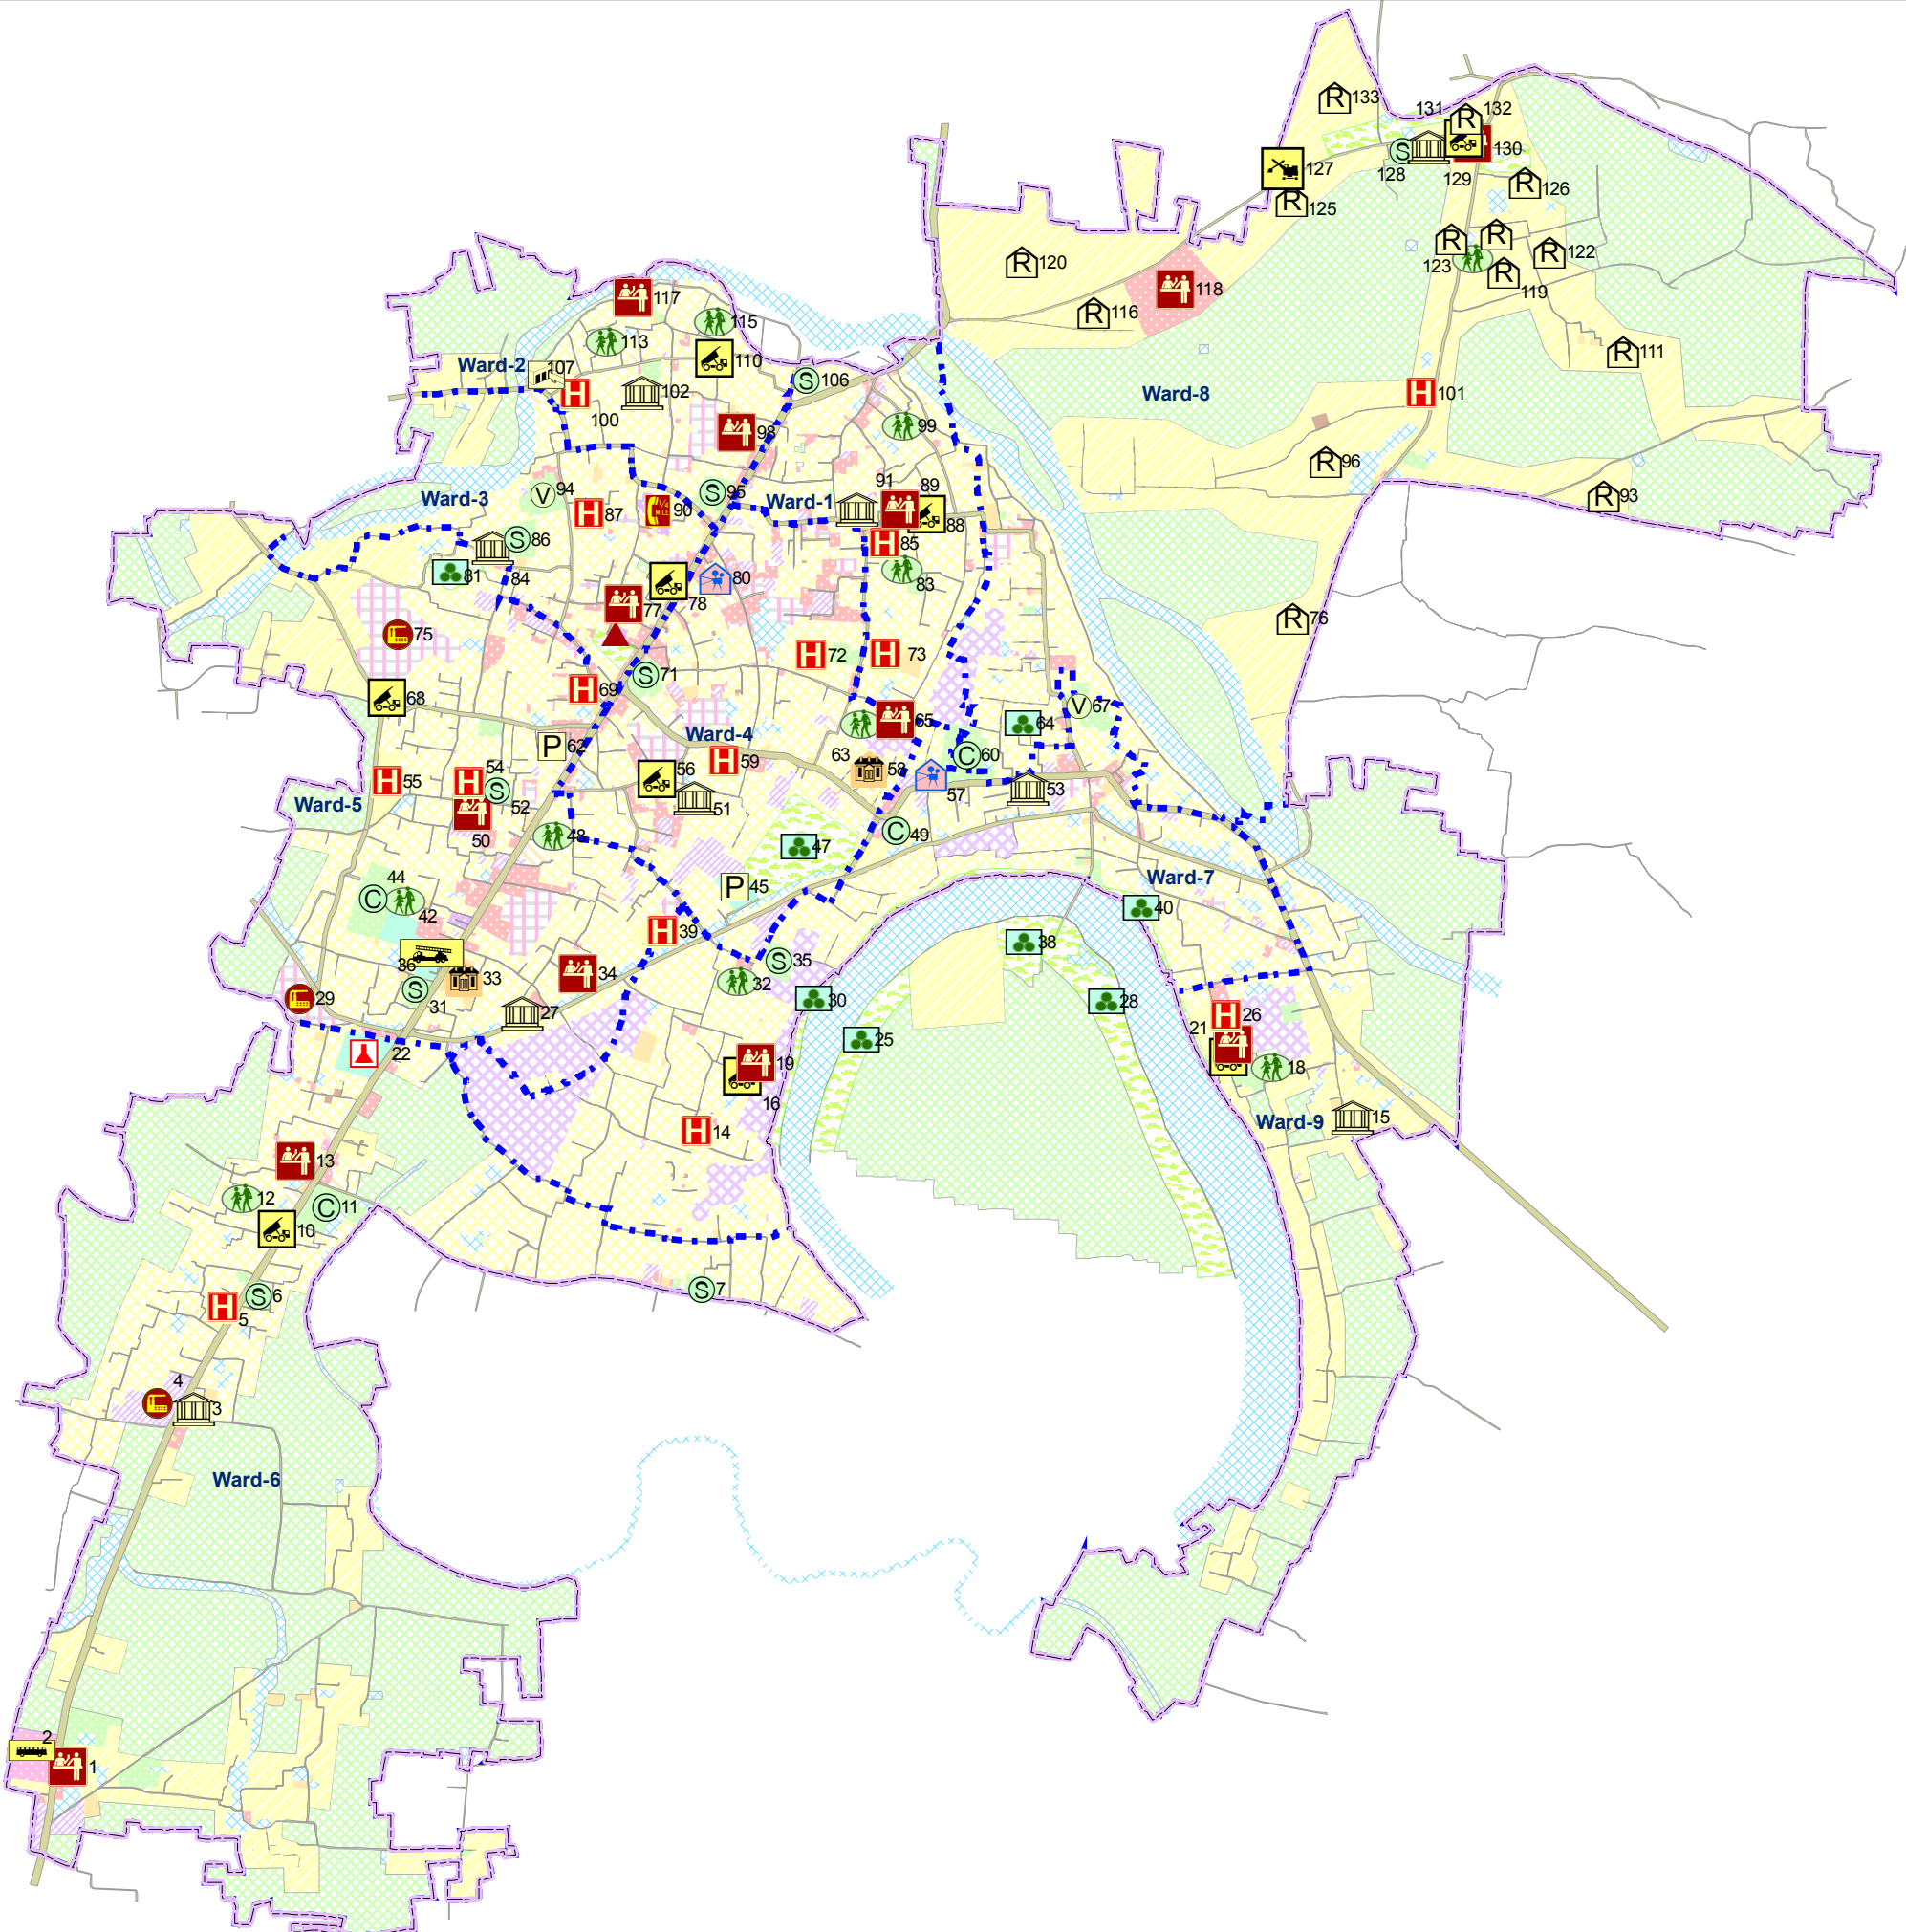 R 133
131 R 132
S 130
127
128 129 R 126
R 125
R R R 122
R 120 123 R 119
117 118
115 R 116
113
Ward-2 107 110 R 111
H 102 S 106 Ward-8 H 101
100
98 99
R 96
Ward-3 V 94 S 95 Ward-1 91 89 R 93
H 87 90 88
S 86 H 85
81 84 80 83
77 78
75 R 76
H 72 H 73
S 71
68 H 69
65 64 V 67
P 62 Ward-4
63 58 C 60
H 55 54 H 56 H 59
Ward-5 S 52 51 57 53
50
48 C 49
47
44 P 45 Ward-7
C 42 40
H 39 38
36 33 34 S 35
S 31 32
29 27 30 28
H 26
22 25 21
19 18
16
H 14 Ward-9 15
13
12 C 11
10
S 6 S 7
H 5
4
3
Ward-6
2
1